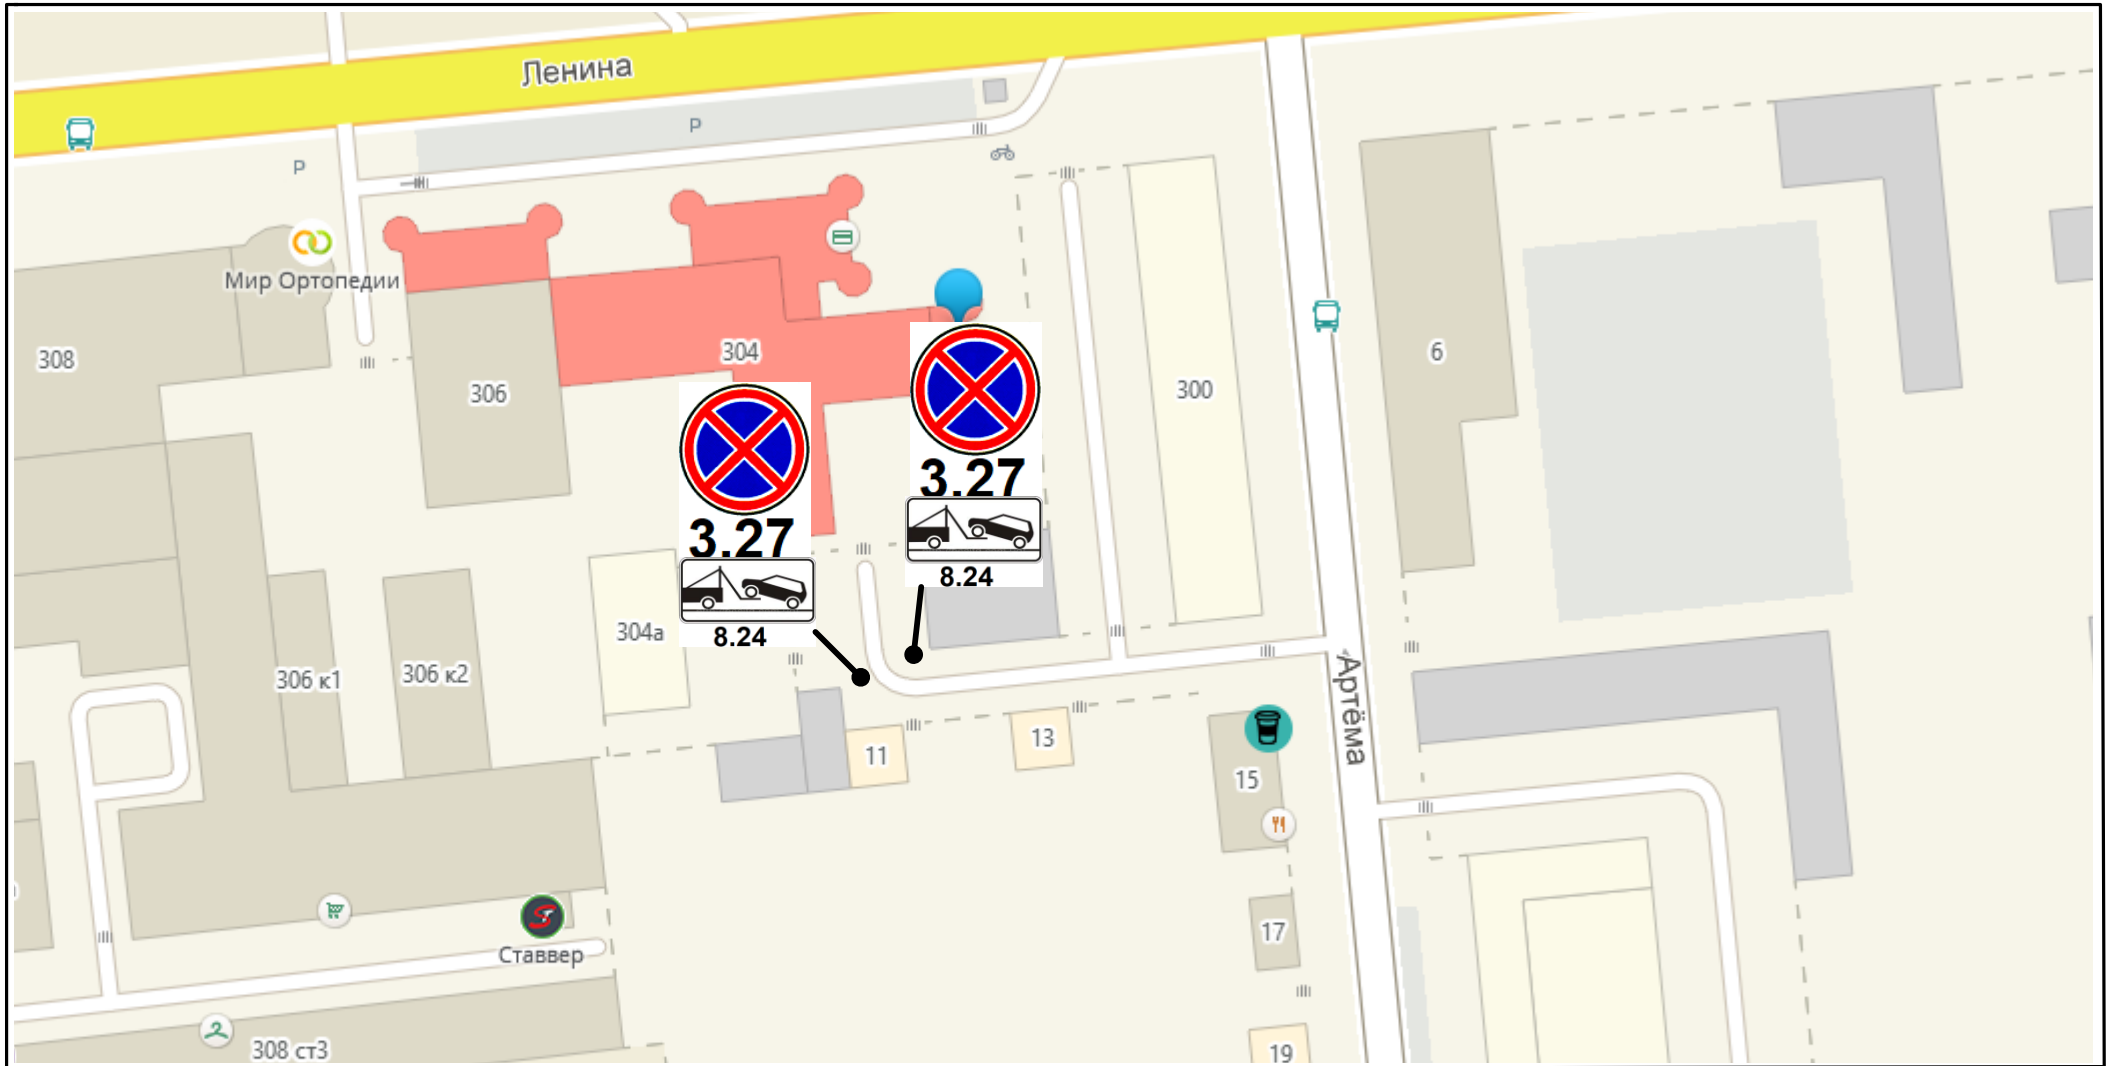 Ленина
P
P
Мир Ортопедии
308
304
306
300
6
3.27
8.24
3.27
8.24
304а
306 к1
306 к2
11
13
15
Артёма
17
Ставвер
308 ст3
19